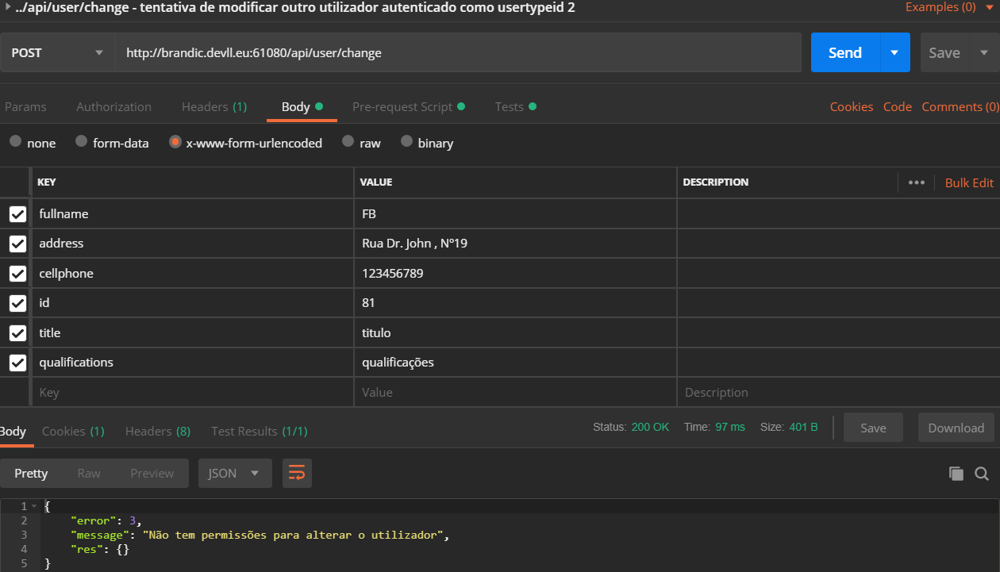 ../api/user/change - tentativa de modificar outro utilizador autenticado como usertypeid 2 Examples (0)
POST http://brandic.devll.eu:61080/api/user/change Send Save
Params Authorization Headers (1) Body Pre-request Script Tests Cookies Code Comments (0)
none form-data x-www-form-urlencoded raw binary
KEY VALUE DESCRIPTION ••• Bulk Edit
fullname FB
address Rua Dr. John , Nº19
cellphone 123456789
id 81
title titulo
qualifications qualificações
Key Value Description
Body Cookies (1) Headers (8) Test Results (1/1) Status: 200 OK Time: 97 ms Size: 401 B Save Download
Pretty Raw Preview JSON
1 {
2 "error": 3,
3 "message": "Não tem permissões para alterar o utilizador",
4 "res": {}
5 }